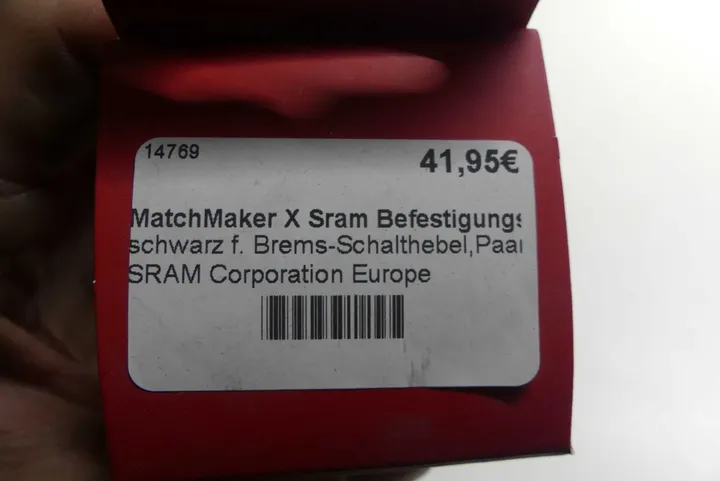 14769
41,95€
MatchMaker X Sram Befestigungs
schwarz f. Brems-Schalthebel,Paar
SRAM Corporation Europe